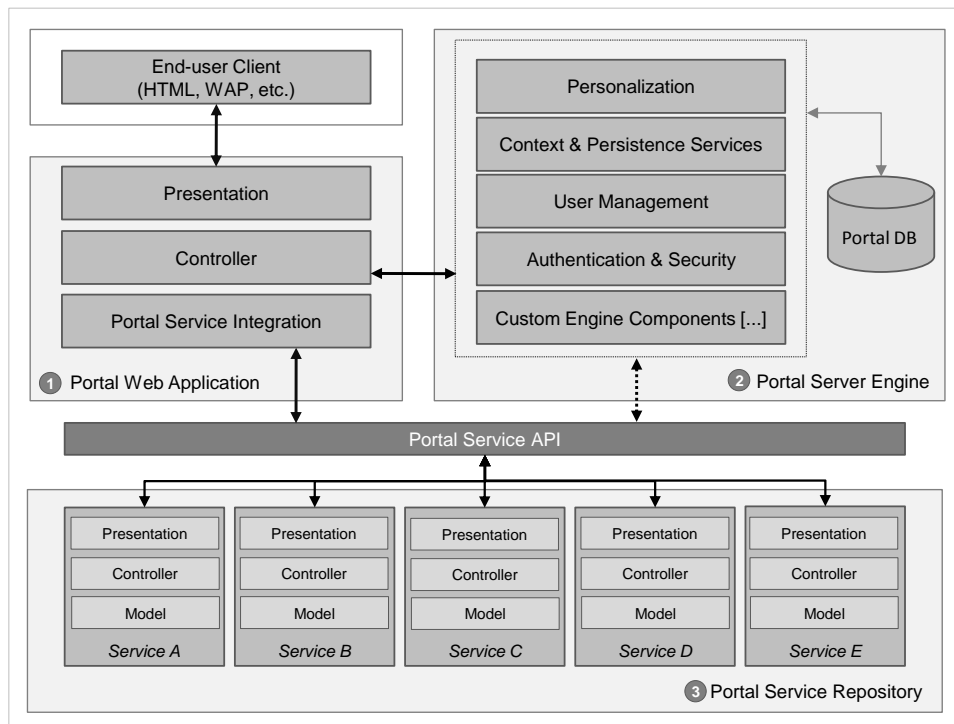 End-user Client
(HTML, WAP, etc.)
Presentation
Controller
Portal Service Integration
1 Portal Web Application
Personalization
Context & Persistence Services
User Management
Authentication & Security
Custom Engine Components [...]
Portal DB
2 Portal Server Engine
Portal Service API
Presentation
Controller
Model
Service A
Presentation
Controller
Model
Service B
Presentation
Controller
Model
Service C
Presentation
Controller
Model
Service D
Presentation
Controller
Model
Service E
3 Portal Service Repository